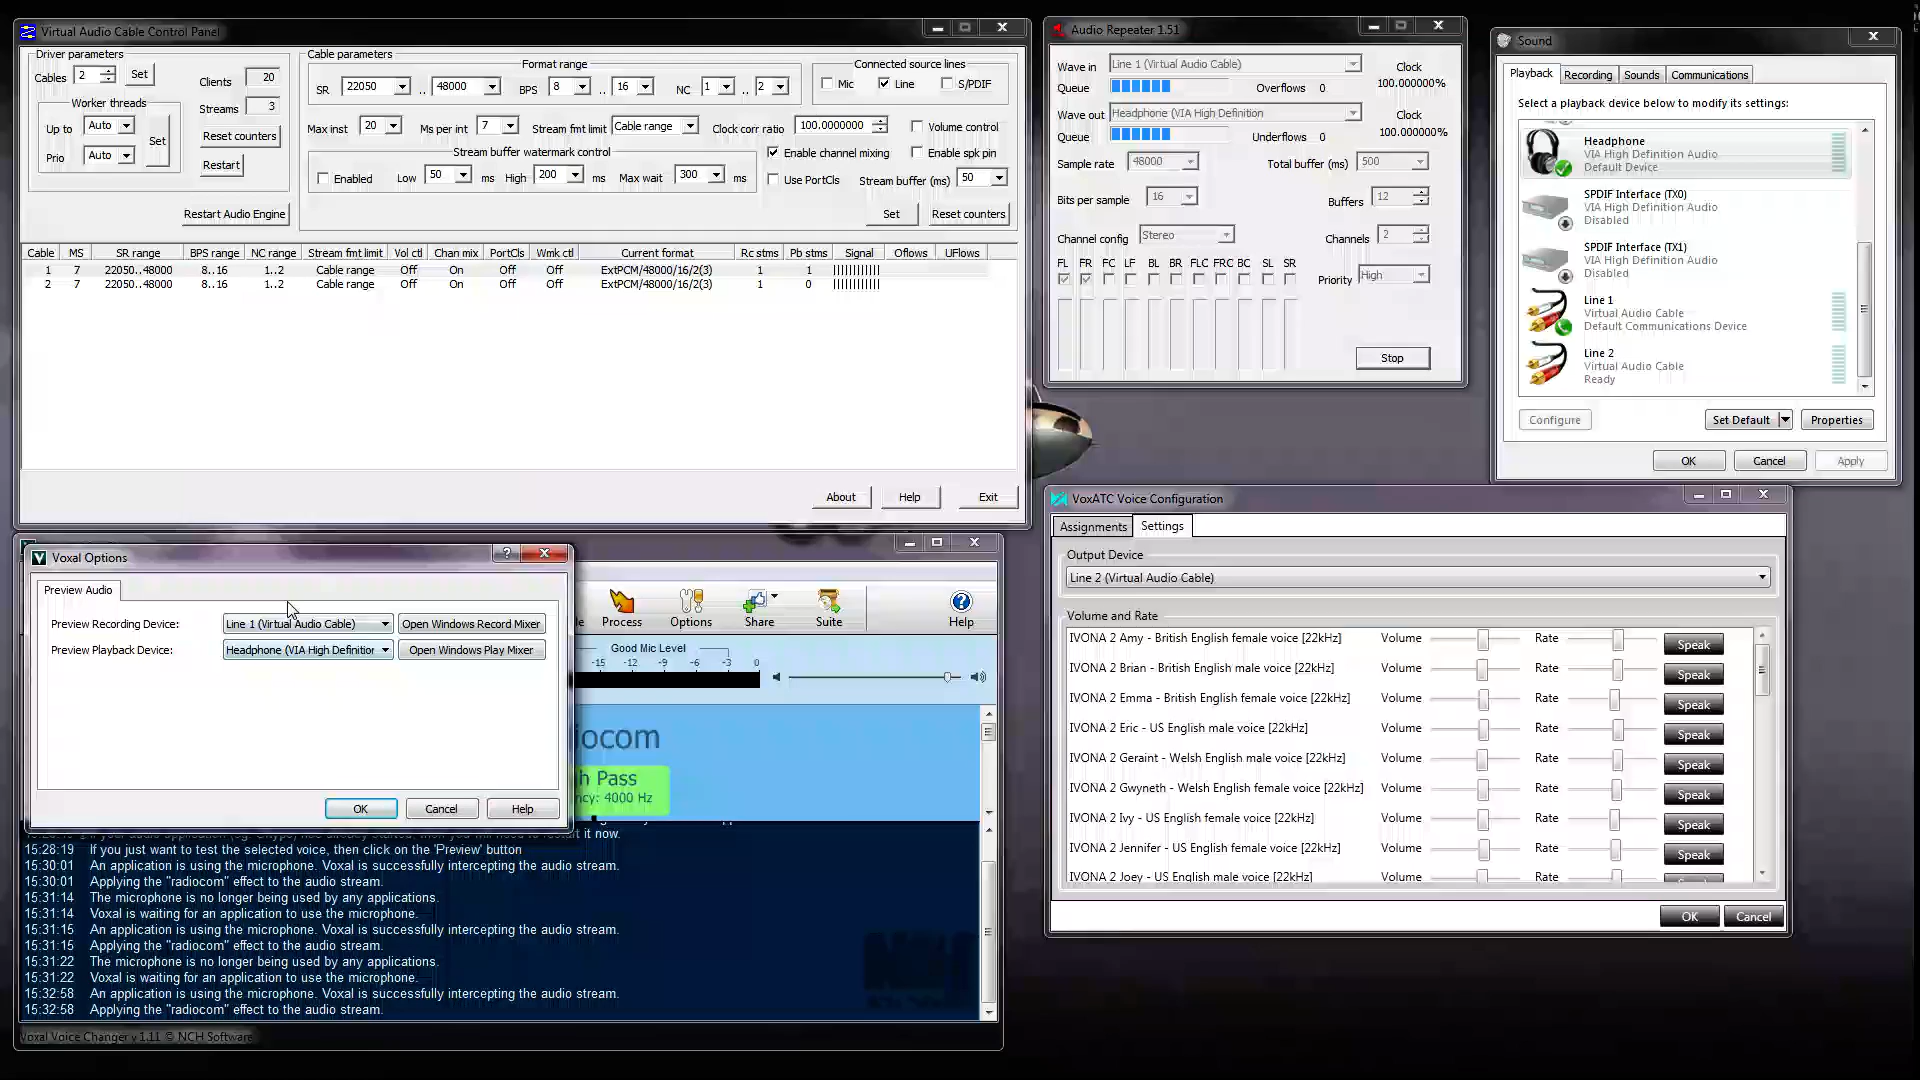 Virtual Audio Cable Control Panel
Driver parameters
Cables 2 Set
Clients 20
Streams 3
Worker threads
Up to Auto
Prio Auto
Set
Reset counters
Restart
Restart Audio Engine
Cable parameters
Format range
SR 22050 .. 48000 BPS 8 .. 16 NC 1 .. 2
Connected source lines
Mic Line S/PDIF
Max inst 20 Ms per int 7 Stream fmt limit Cable range Clock corr ratio 100.0000000 Volume control
Stream buffer watermark control
Enable channel mixing Enable spk pin
Enabled Low 50 ms High 200 ms Max wait 300 ms
Use PortCls Stream buffer (ms) 50
Set Reset counters
Cable MS SR range BPS range NC range Stream fmt limit Vol ctl Chan mix PortCls Wmk ctl Current format Rc stms Pb stms Signal Oflows UFlows
1 7 22050..48000 8..16 1..2 Cable range Off On Off Off ExtPCM/48000/16/2(3) 1 1 ||||||||||||
2 7 22050..48000 8..16 1..2 Cable range Off On Off Off ExtPCM/48000/16/2(3) 1 0 ||||||||||||
About Help Exit
Audio Repeater 1.51
Wave in Line 1 (Virtual Audio Cable) Clock
Queue Overflows 0 100.000000%
Wave out Headphone (VIA High Definition Clock
Queue Underflows 0 100.000000%
Sample rate 48000 Total buffer (ms) 500
Bits per sample 16 Buffers 12
Channel config Stereo Channels 2
FL FR FC LF BL BR FLC FRC BC SL SR
Priority High
Stop
Sound
Playback Recording Sounds Communications
Select a playback device below to modify its settings:
Headphone
VIA High Definition Audio
Default Device
SPDIF Interface (TX0)
VIA High Definition Audio
Disabled
SPDIF Interface (TX1)
VIA High Definition Audio
Disabled
Line 1
Virtual Audio Cable
Default Communications Device
Line 2
Virtual Audio Cable
Ready
Configure Set Default Properties
OK Cancel Apply
Voxal Options
Preview Audio
Preview Recording Device: Line 1 (Virtual Audio Cable) Open Windows Record Mixer
Preview Playback Device: Headphone (VIA High Definition Open Windows Play Mixer
OK Cancel Help
Process Options Share Suite Help
Good Mic Level
-15 -12 -9 -6 -3 0
iocom
h Pass
ncy: 4000 Hz
it now.
15:28:19 If you just want to test the selected voice, then click on the 'Preview' button
15:30:01 An application is using the microphone. Voxal is successfully intercepting the audio stream.
15:30:01 Applying the "radiocom" effect to the audio stream.
15:31:14 The microphone is no longer being used by any applications.
15:31:14 Voxal is waiting for an application to use the microphone.
15:31:15 An application is using the microphone. Voxal is successfully intercepting the audio stream.
15:31:15 Applying the "radiocom" effect to the audio stream.
15:31:22 The microphone is no longer being used by any applications.
15:31:22 Voxal is waiting for an application to use the microphone.
15:32:58 An application is using the microphone. Voxal is successfully intercepting the audio stream.
15:32:58 Applying the "radiocom" effect to the audio stream.
NCH
Voxal Voice Changer v 1.11 © NCH Software
VoxATC Voice Configuration
Assignments Settings
Output Device
Line 2 (Virtual Audio Cable)
Volume and Rate
IVONA 2 Amy - British English female voice [22kHz] Volume Rate Speak
IVONA 2 Brian - British English male voice [22kHz] Volume Rate Speak
IVONA 2 Emma - British English female voice [22kHz] Volume Rate Speak
IVONA 2 Eric - US English male voice [22kHz] Volume Rate Speak
IVONA 2 Geraint - Welsh English male voice [22kHz] Volume Rate Speak
IVONA 2 Gwyneth - Welsh English female voice [22kHz] Volume Rate Speak
IVONA 2 Ivy - US English female voice [22kHz] Volume Rate Speak
IVONA 2 Jennifer - US English female voice [22kHz] Volume Rate Speak
IVONA 2 Joey - US English male voice [22kHz] Volume Rate
OK Cancel